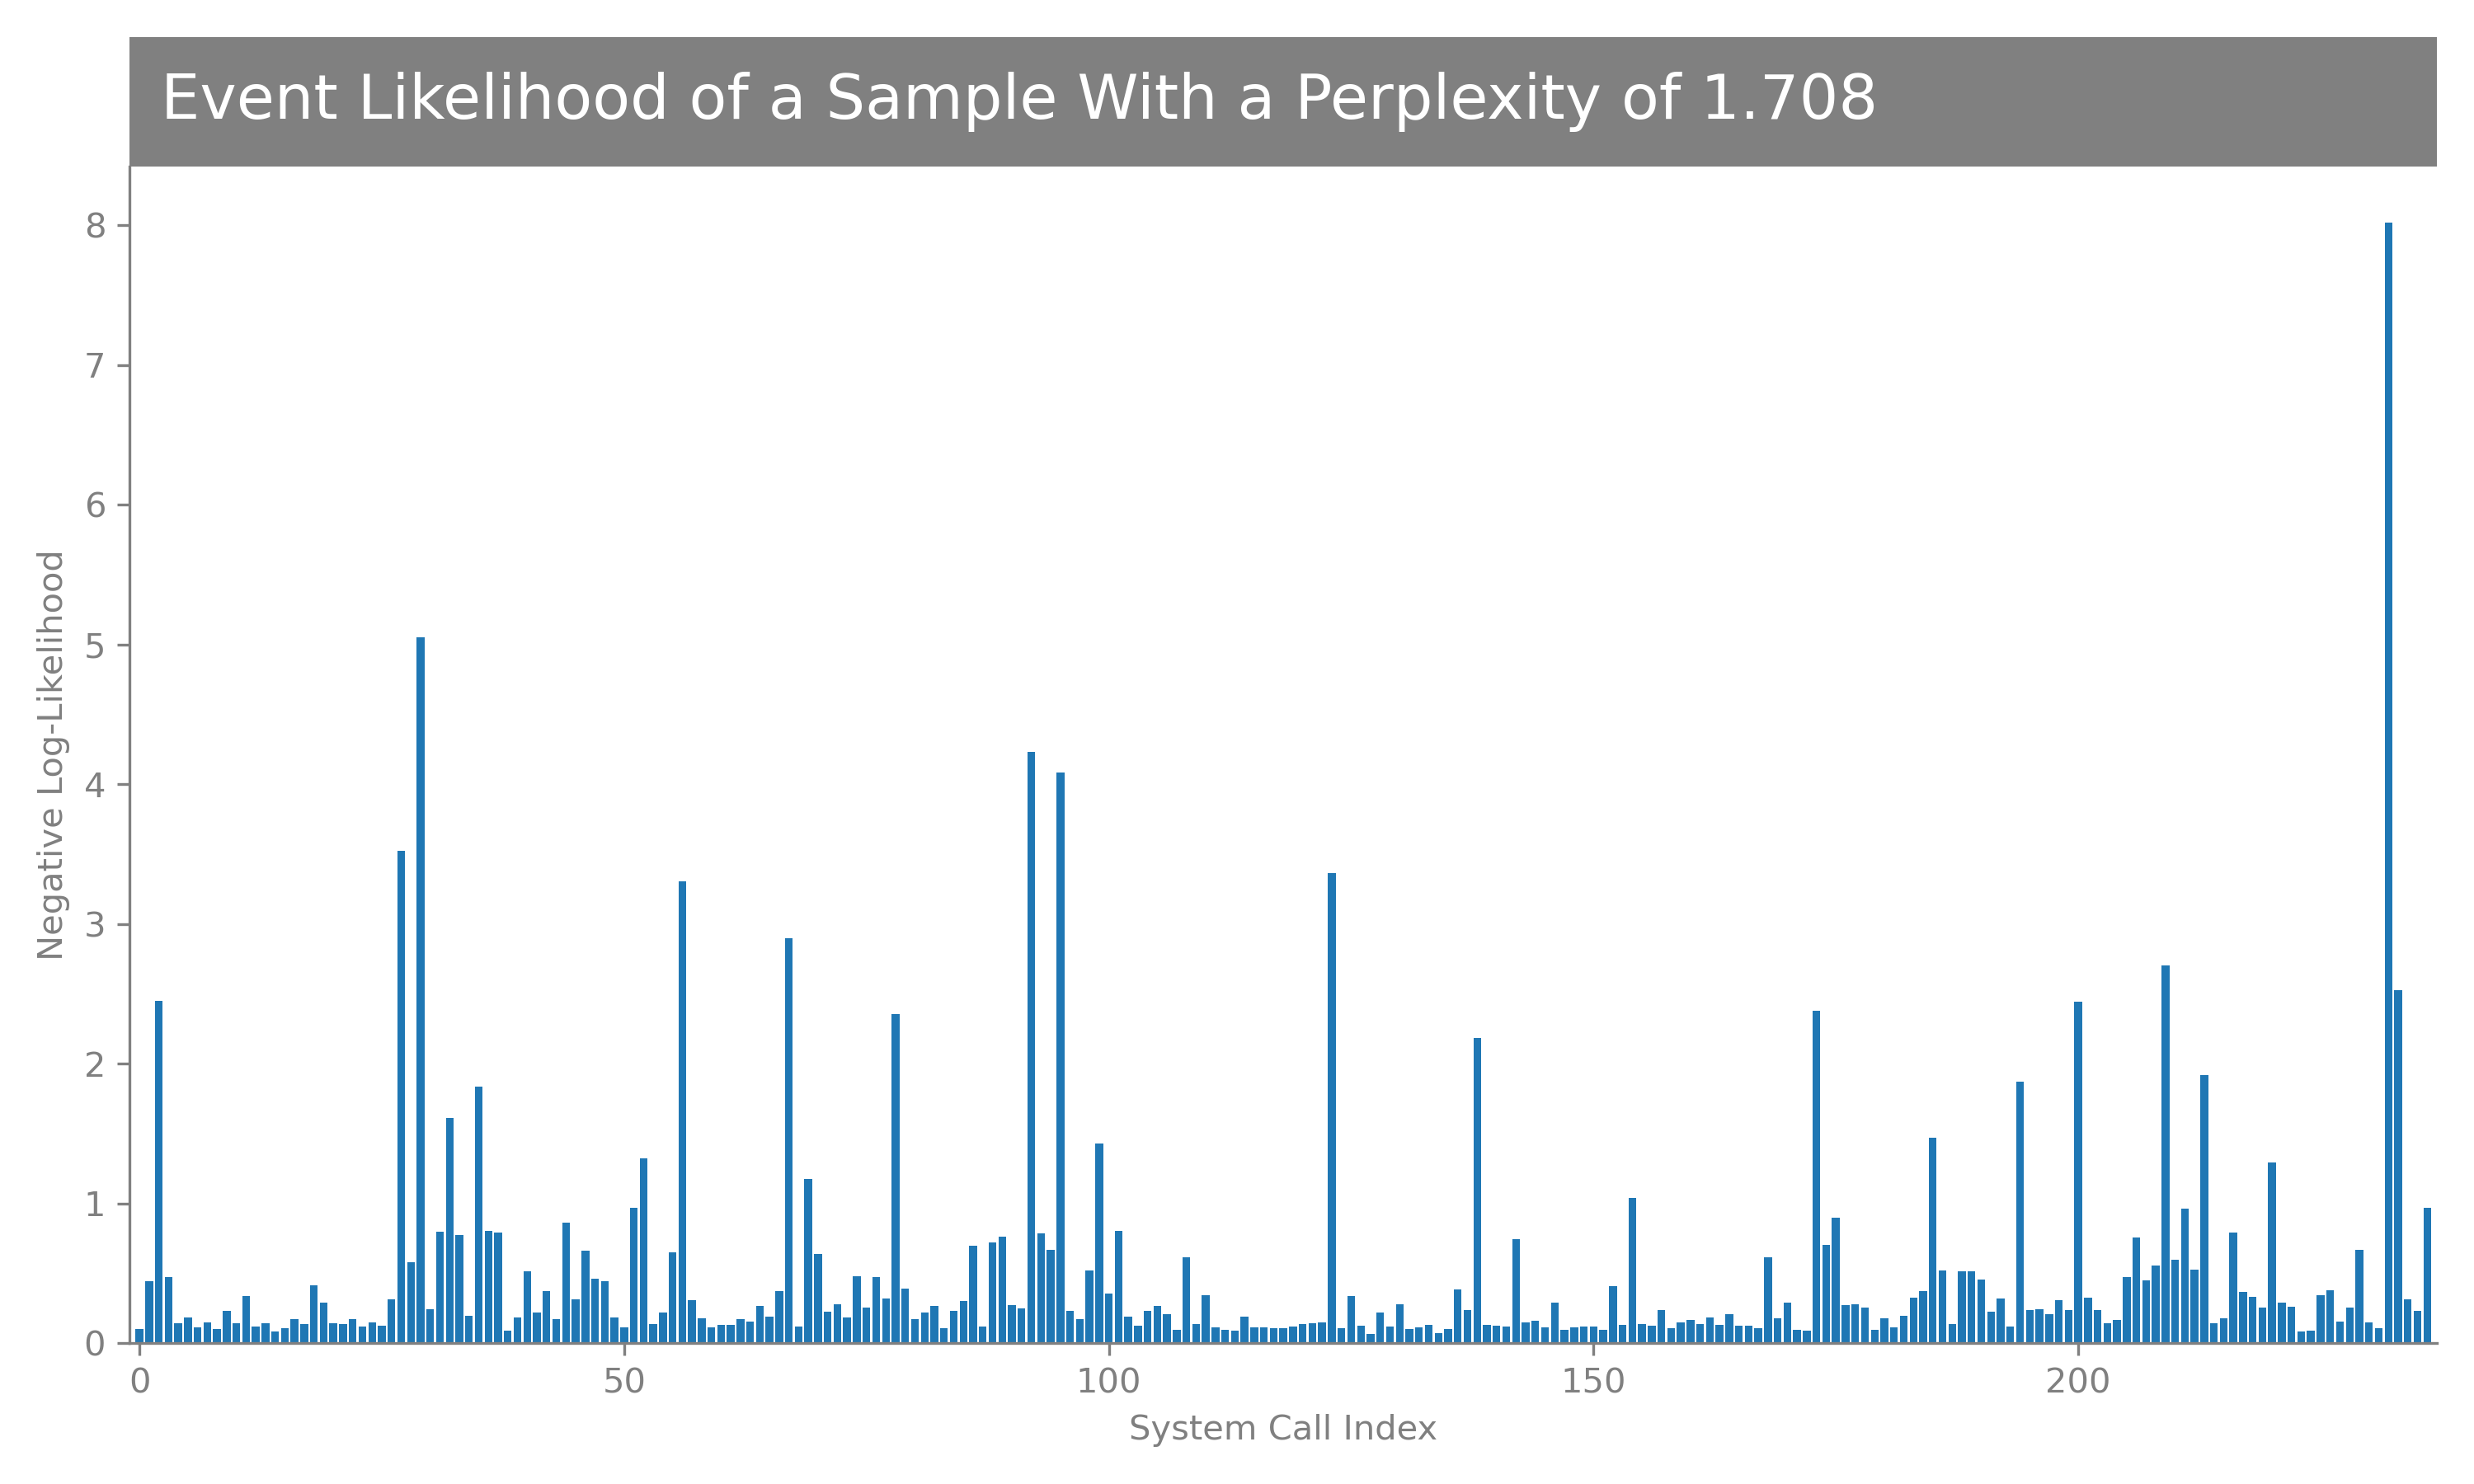 Event Likelihood of a Sample With a Perplexity of 1.708
8
7
6
5
4
3
2
1
0
Negative Log-Likelihood
0 50 100 150 200
System Call Index